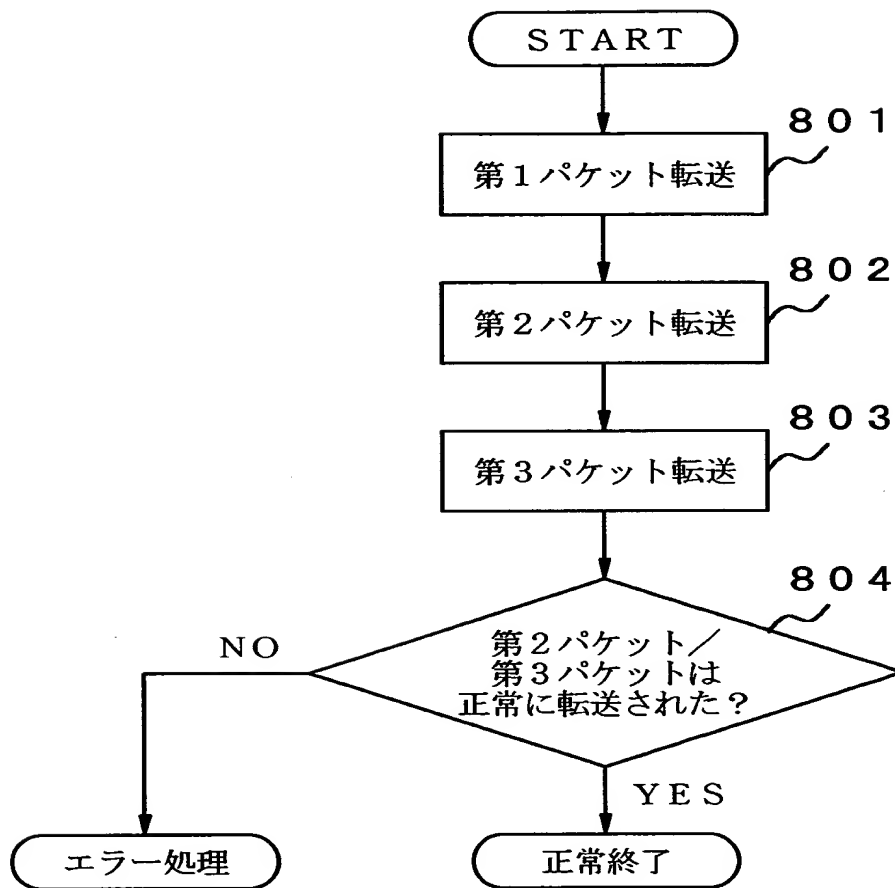 START
801
第１パケット転送
802
第２パケット転送
803
第３パケット転送
804
第２パケット／
第３パケットは
正常に転送された？
NO
YES
エラー処理
正常終了